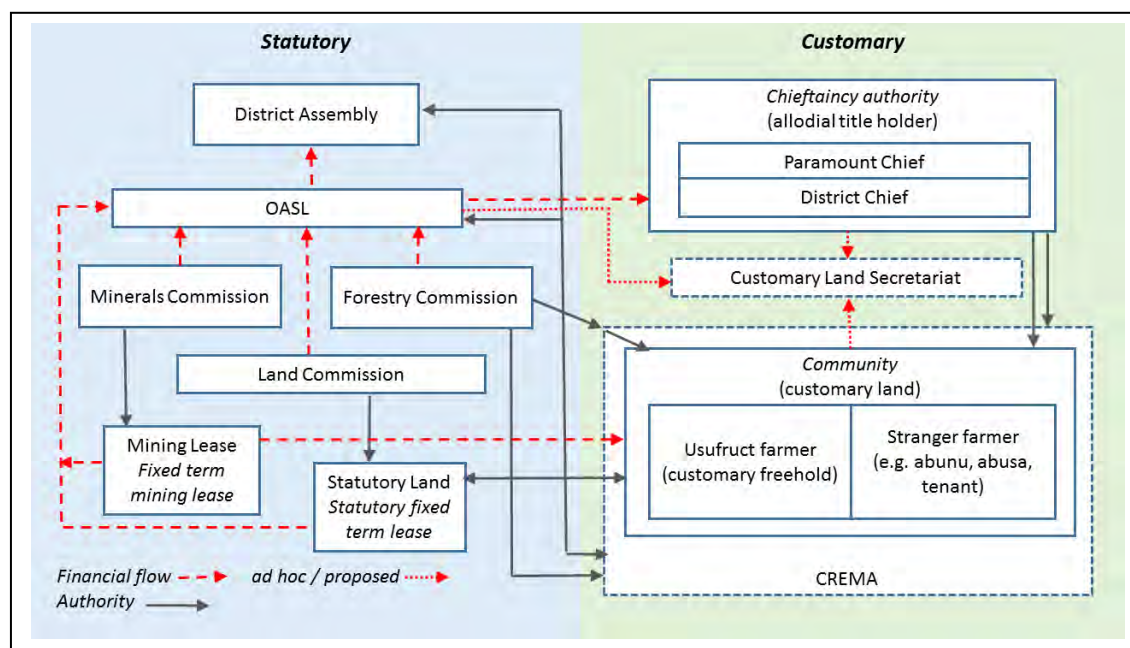 Statutory
Customary
District Assembly
Chieftaincy authority
(allodial title holder)
Paramount Chief
District Chief
OASL
Customary Land Secretariat
Minerals Commission
Forestry Commission
Land Commission
Community
(customary land)
Usufruct farmer
(customary freehold)
Stranger farmer
(e.g. abunu, abusa,
tenant)
Mining Lease
Fixed term
mining lease
Statutory Land
Statutory fixed
term lease
CREMA
Financial flow
ad hoc / proposed
Authority